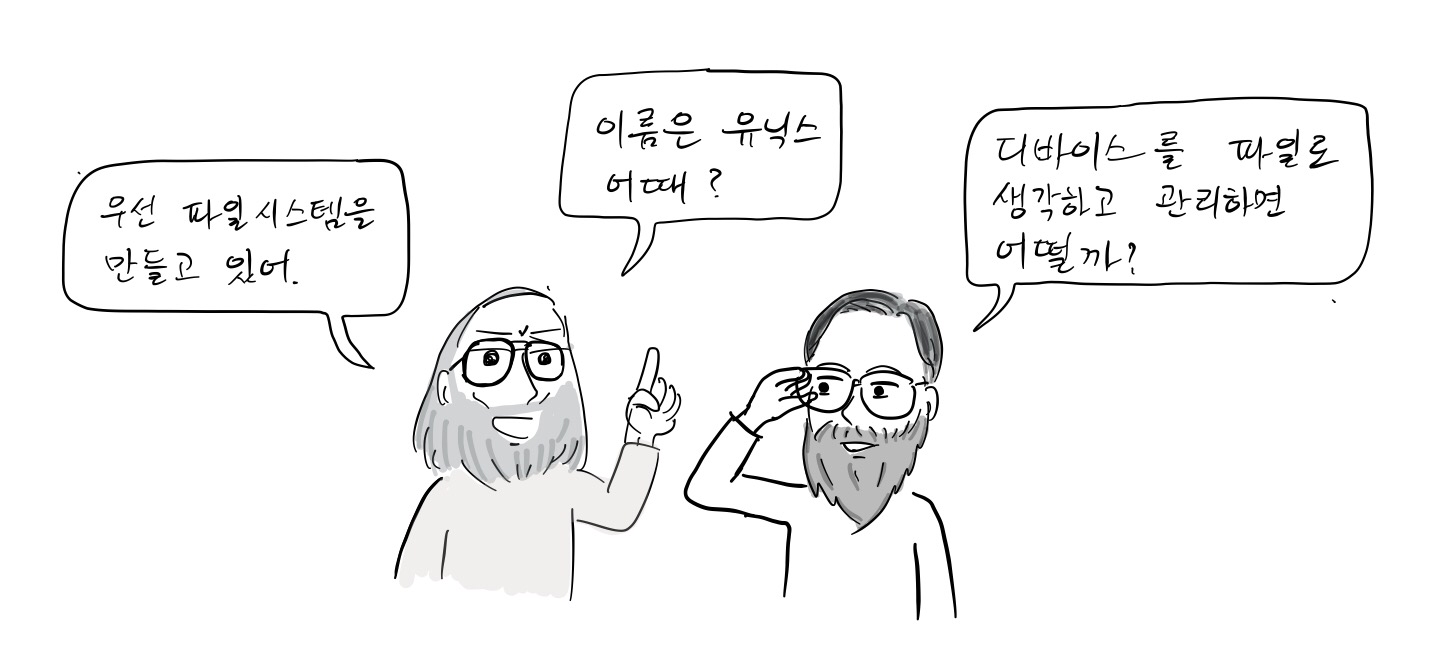 우선 파일시스템을
만들고 있어.
이름은 유닉스
어때?
디바이스를 파일로
생각하고 관리하면
어떨까?